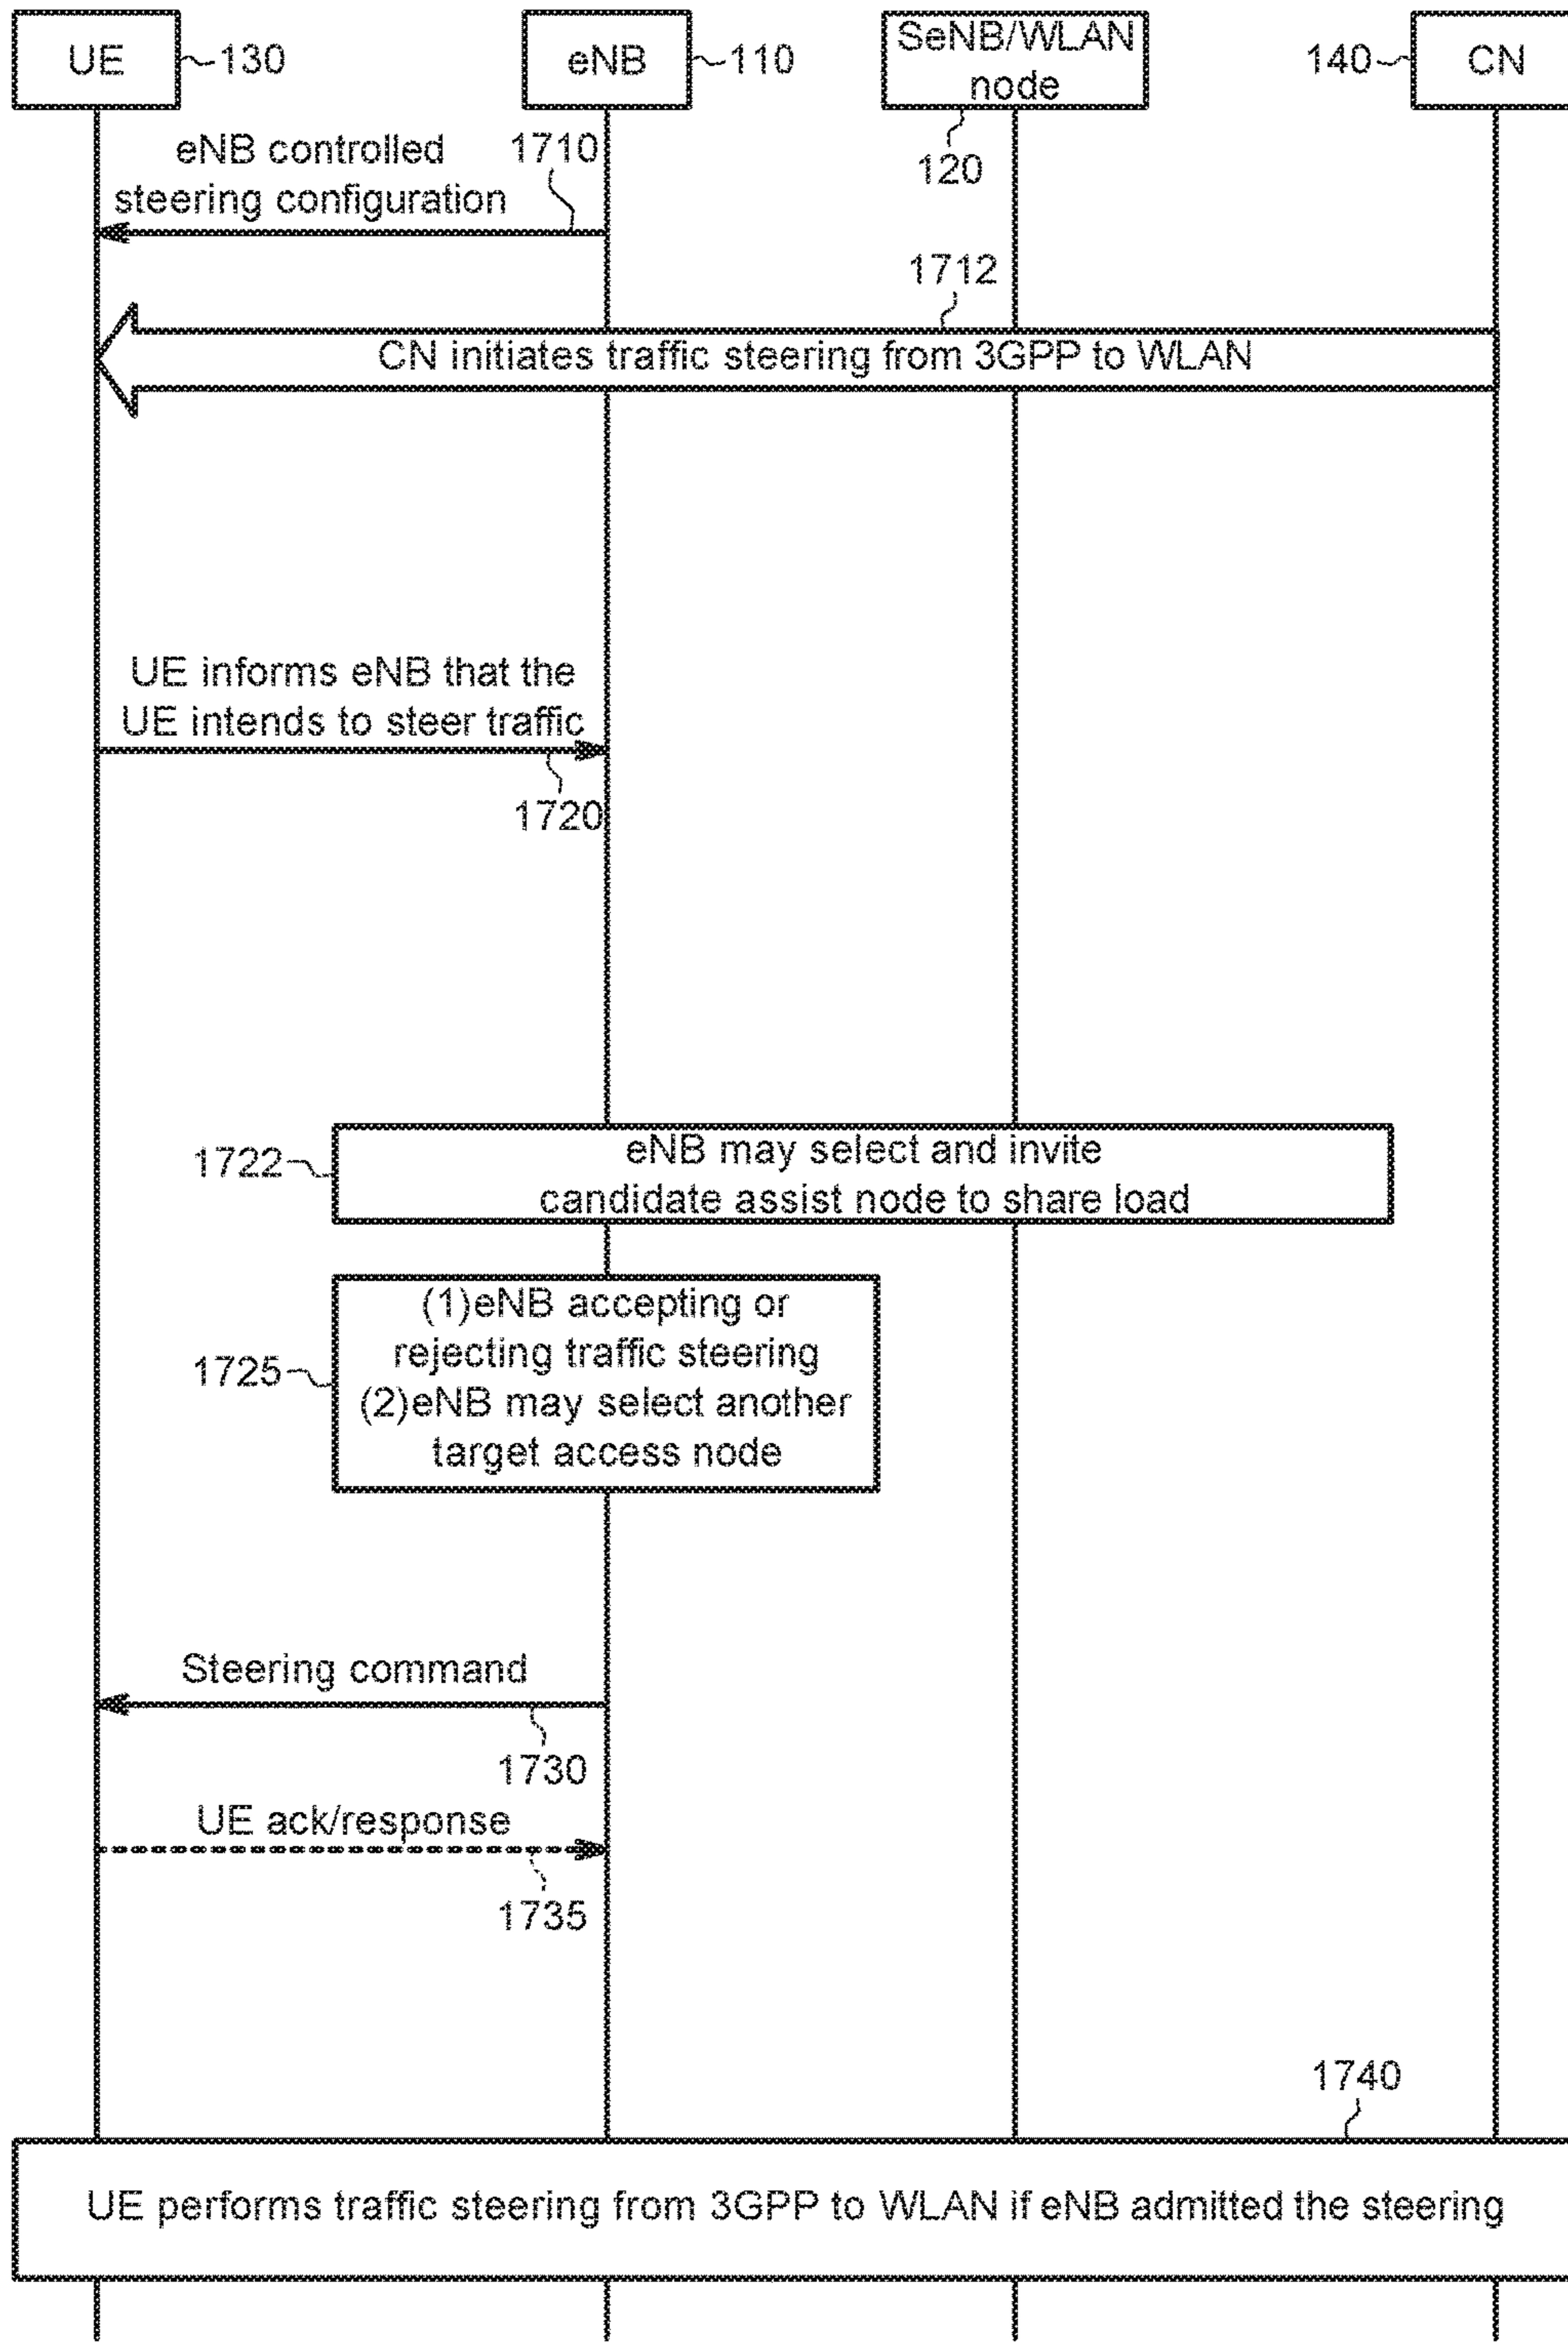 UE
130
eNB
110
SeNB/WLAN
node
120
140
CN
eNB controlled
steering configuration
1710
1712
CN initiates traffic steering from 3GPP to WLAN
UE informs eNB that the
UE intends to steer traffic
1720
1722
eNB may select and invite
candidate assist node to share load
1725
(1)eNB accepting or
rejecting traffic steering
(2)eNB may select another
target access node
Steering command
1730
UE ack/response
1735
1740
UE performs traffic steering from 3GPP to WLAN if eNB admitted the steering